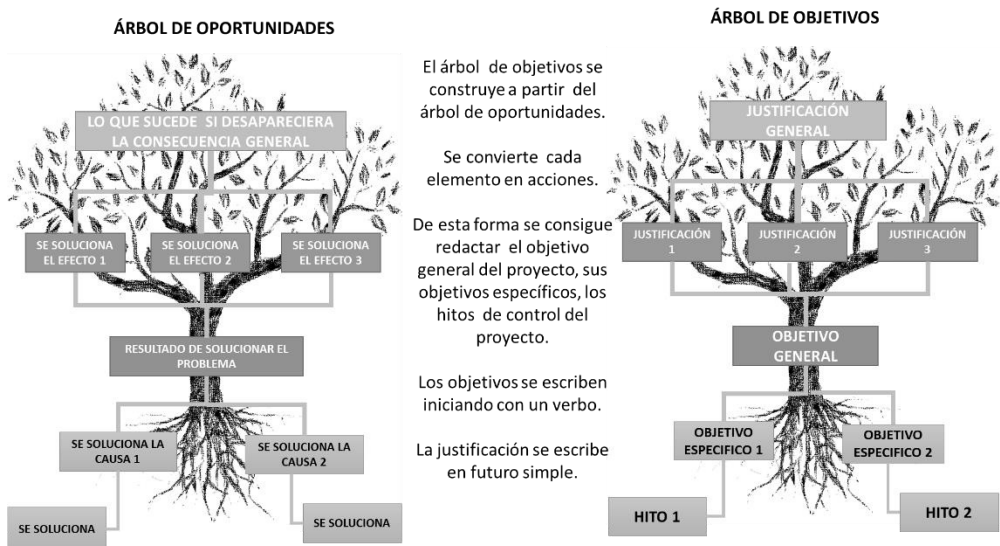 ÁRBOL DE OPORTUNIDADES
LO QUE SUCEDE SI DESAPARECIERA
LA CONSECUENCIA GENERAL
SE SOLUCIONA
EL EFECTO 1
SE SOLUCIONA
EL EFECTO 2
SE SOLUCIONA
EL EFECTO 3
RESULTADO DE SOLUCIONAR EL
PROBLEMA
SE SOLUCIONA LA
CAUSA 1
SE SOLUCIONA LA
CAUSA 2
SE SOLUCIONA
SE SOLUCIONA
El árbol de objetivos se
construye a partir del
árbol de oportunidades.
Se convierte cada
elemento en acciones.
De esta forma se consigue
redactar el objetivo
general del proyecto, sus
objetivos específicos, los
hitos de control del
proyecto.
Los objetivos se escriben
iniciando con un verbo.
La justificación se escribe
en futuro simple.
ÁRBOL DE OBJETIVOS
JUSTIFICACIÓN
GENERAL
JUSTIFICACIÓN
1
JUSTIFICACIÓN
2
JUSTIFICACIÓN
3
OBJETIVO
GENERAL
OBJETIVO
ESPECIFICO 1
OBJETIVO
ESPECIFICO 2
HITO 1
HITO 2